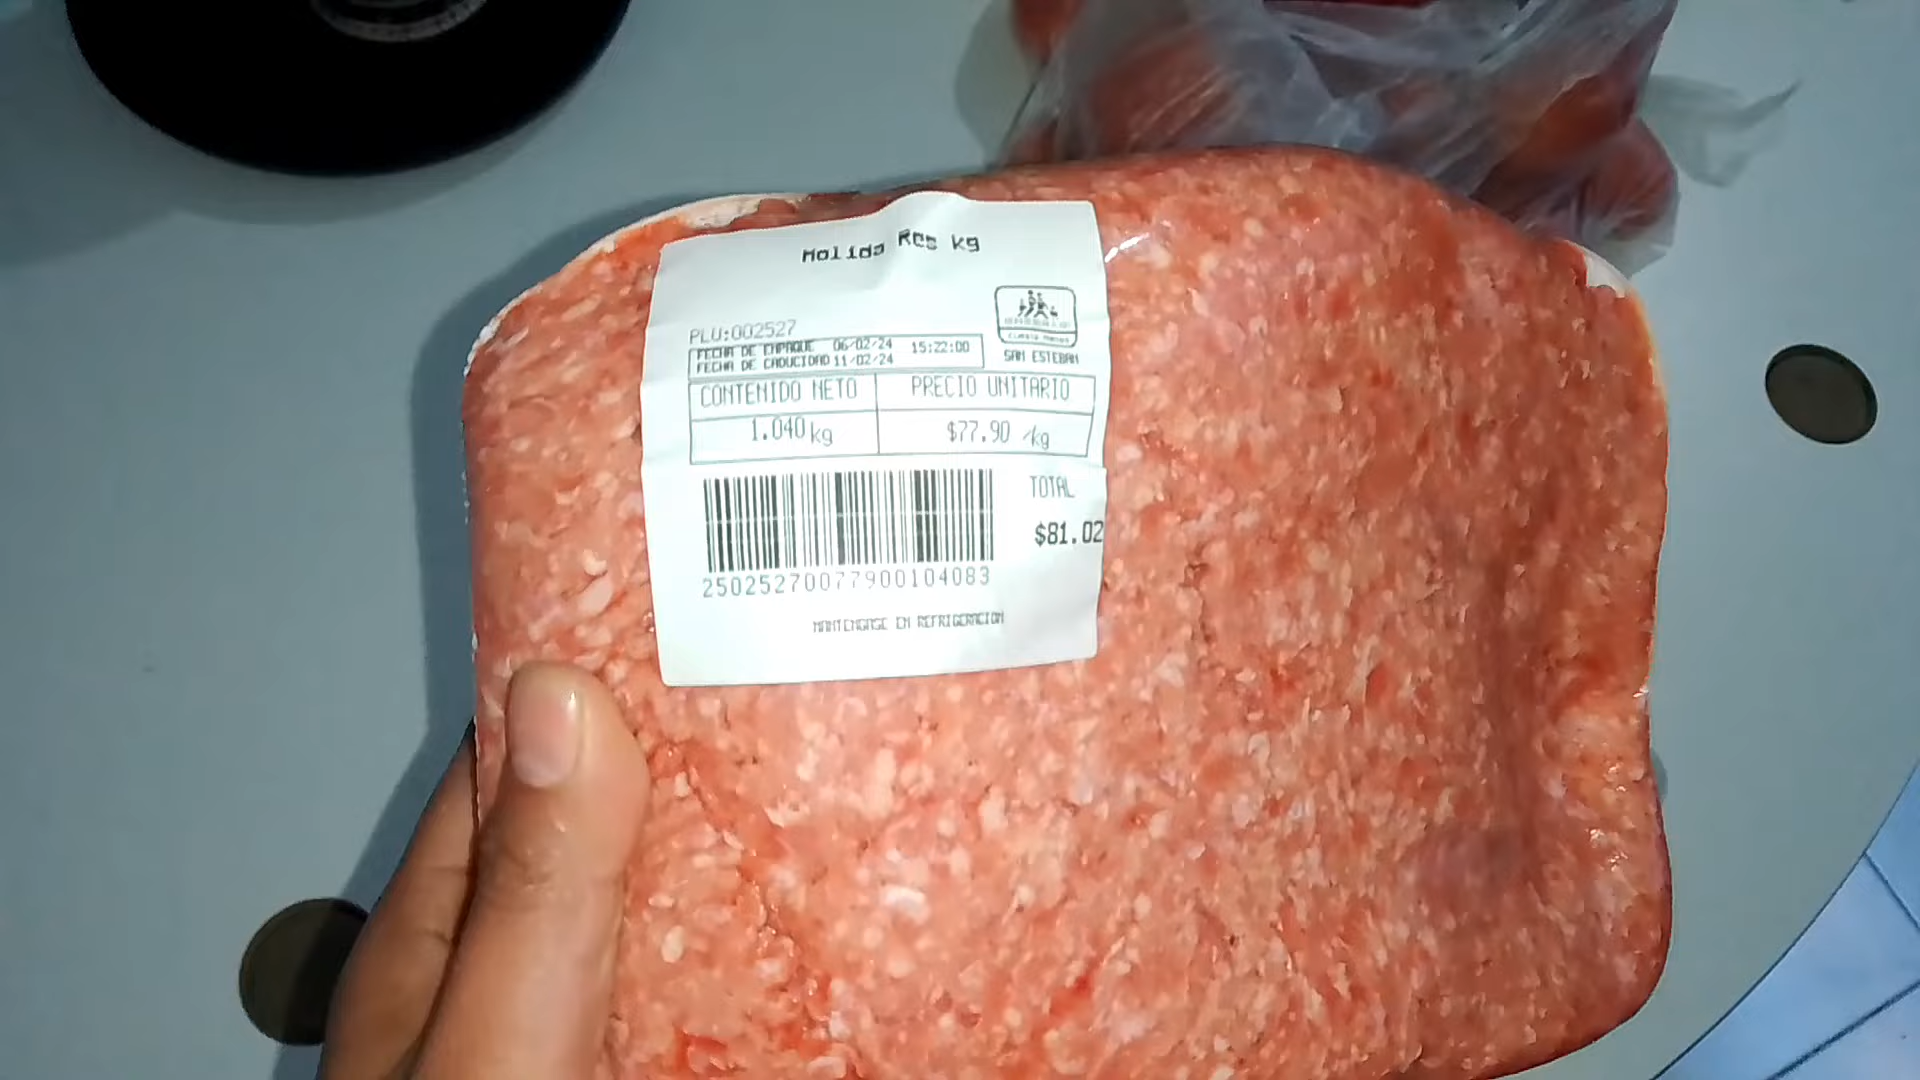 Molida Res kg
PLU:002527
FECHA DE EMPAQUE 06/02/24 15:22:00
FECHA DE CADUCIDAD 11/02/24
SAN ESTEBAN
CONTENIDO NETO PRECIO UNITARIO
1.040 kg $77.90 /kg
TOTAL
$81.02
2502527007790010408​3
MANTENGASE EN REFRIGERACION